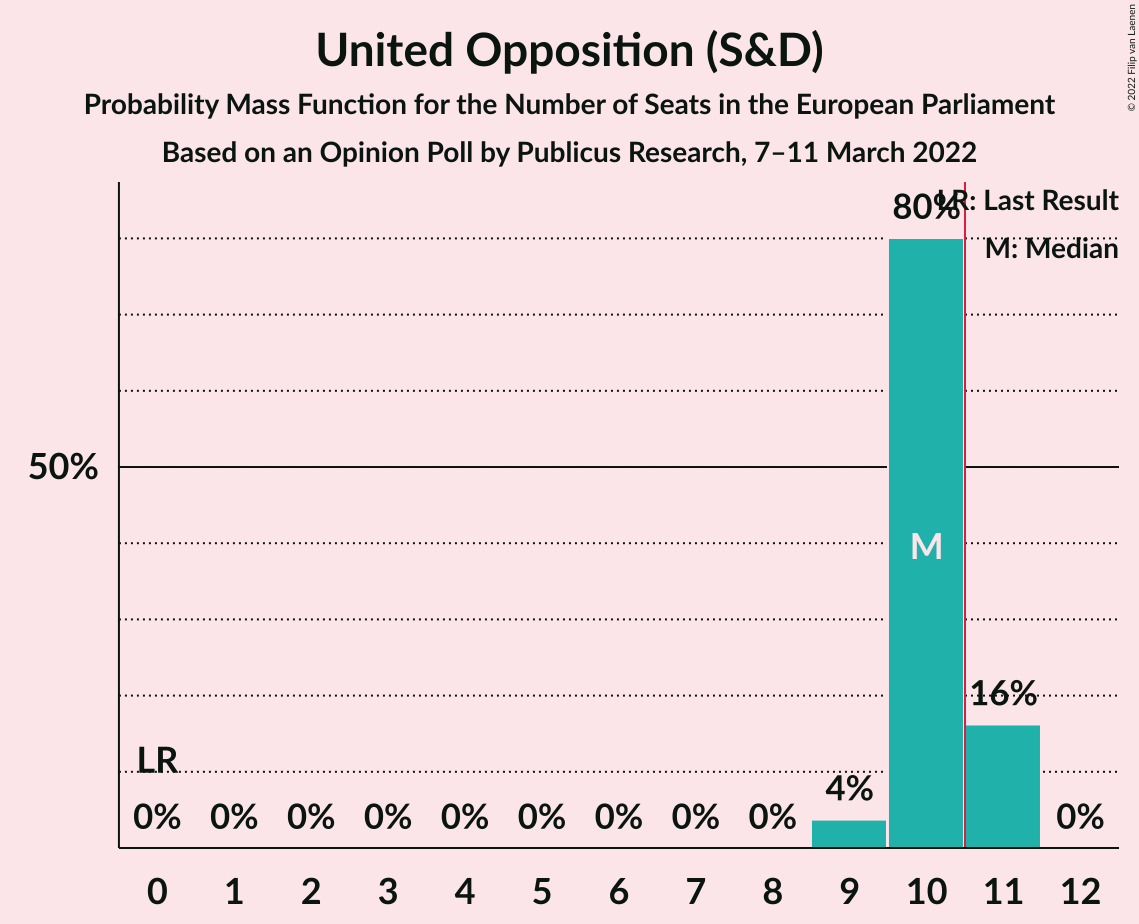 United Opposition (S&D)
Probability Mass Function for the Number of Seats in the European Parliament
Based on an Opinion Poll by Publicus Research, 7–11 March 2022
© 2022 Filip van Laenen
LR: Last Result
M: Median
80%
50%
M
16%
LR
4%
0% 0% 0% 0% 0% 0% 0% 0% 0% 0%
0 1 2 3 4 5 6 7 8 9 10 11 12